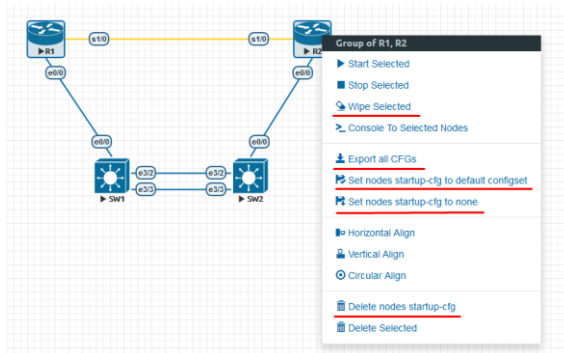 s1/0
s1/0
R1
R2
e0/0
e0/0
e0/0
e0/0
e3/2
e3/2
e3/3
e3/3
SW1
SW2
Group of R1, R2
Start Selected
Stop Selected
Wipe Selected
Console To Selected Nodes
Export all CFGs
Set nodes startup-cfg to default configset
Set nodes startup-cfg to none
Horizontal Align
Vertical Align
Circular Align
Delete nodes startup-cfg
Delete Selected